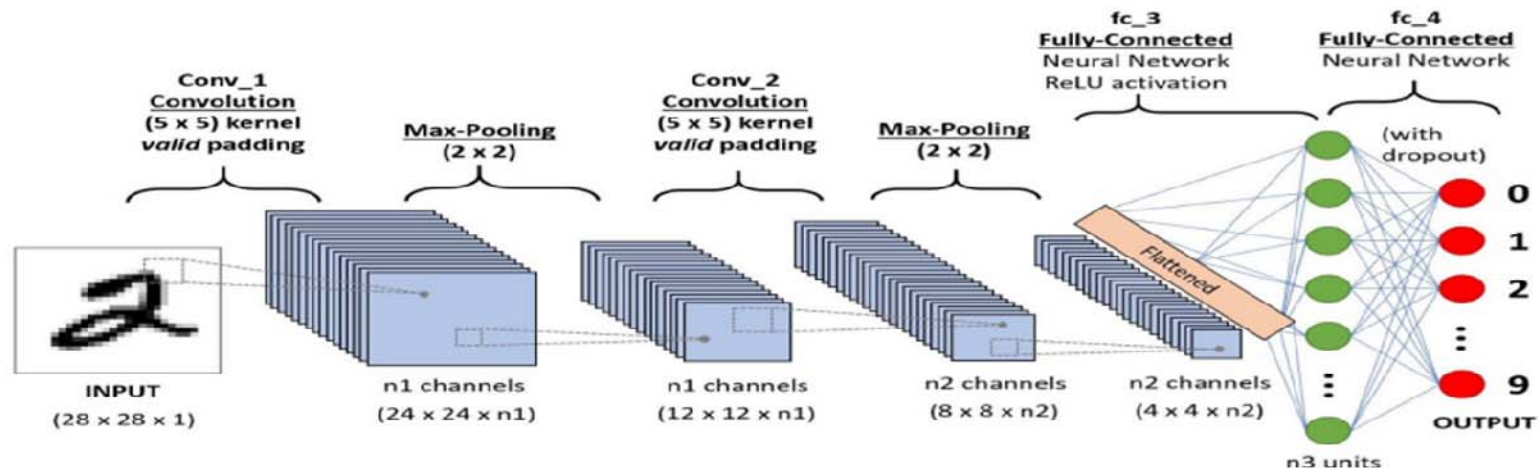 Conv_1
Convolution
(5 x 5) kernel
valid padding
Max-Pooling
(2 x 2)
Conv_2
Convolution
(5 x 5) kernel
valid padding
Max-Pooling
(2 x 2)
fc_3
Fully-Connected
Neural Network
ReLU activation
fc_4
Fully-Connected
Neural Network
(with
dropout)
2
INPUT
(28 x 28 x 1)
n1 channels
(24 x 24 x n1)
n1 channels
(12 x 12 x n1)
n2 channels
(8 x 8 x n2)
n2 channels
(4 x 4 x n2)
Flattened
n3 units
0
1
2
9
OUTPUT